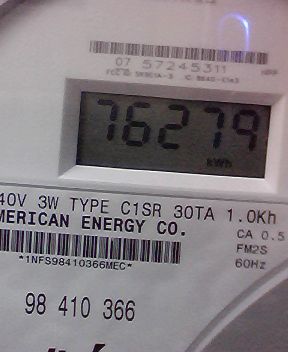 07 57245311
76279
kWh
40V 3W TYPE C1SR 30TA 1.0Kh
MERICAN ENERGY CO.
CA 0.5
FM2S
*1NFS98410366MEC*
60Hz
98 410 366